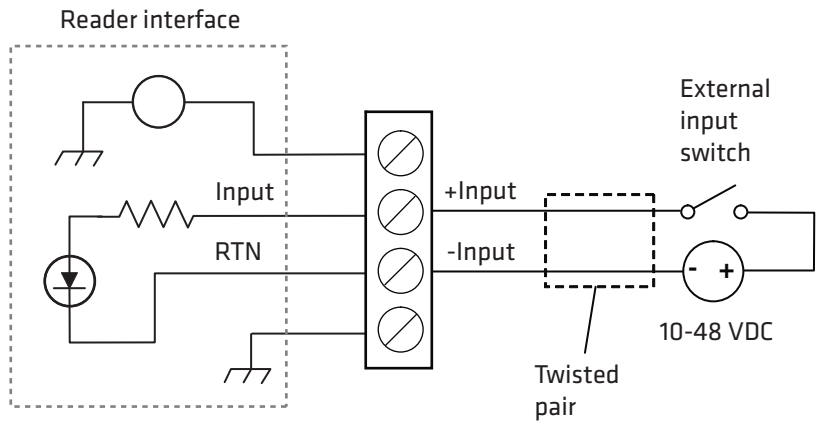 Reader interface
External
input
switch
Input
+Input
RTN
-Input
- +
10-48 VDC
Twisted
pair